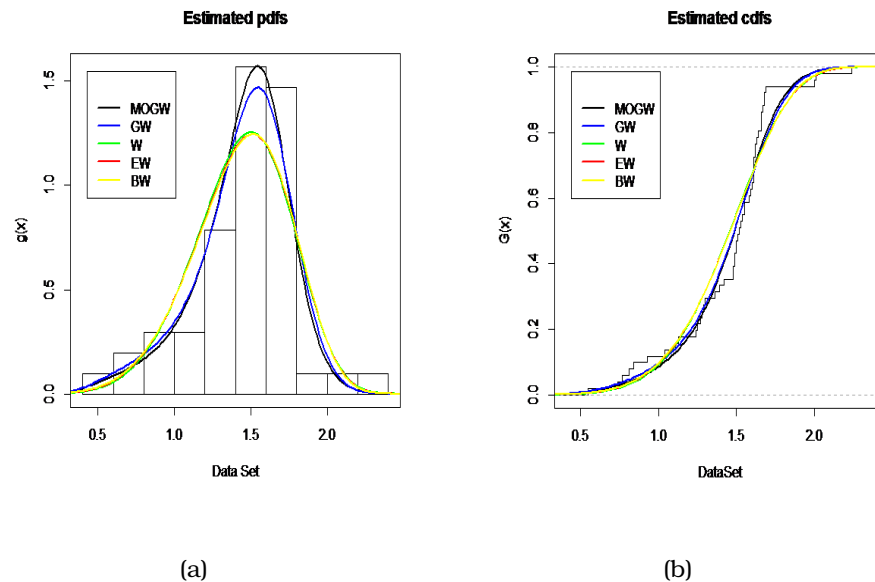 Estimated pdfs
g(x)
1.5
1.0
0.5
0.0
MOGW
GW
W
EW
BW
0.5 1.0 1.5 2.0
Data Set
(a)
Estimated cdfs
G(x)
1.0
0.8
0.6
0.4
0.2
0.0
MOGW
GW
W
EW
BW
0.5 1.0 1.5 2.0
DataSet
(b)